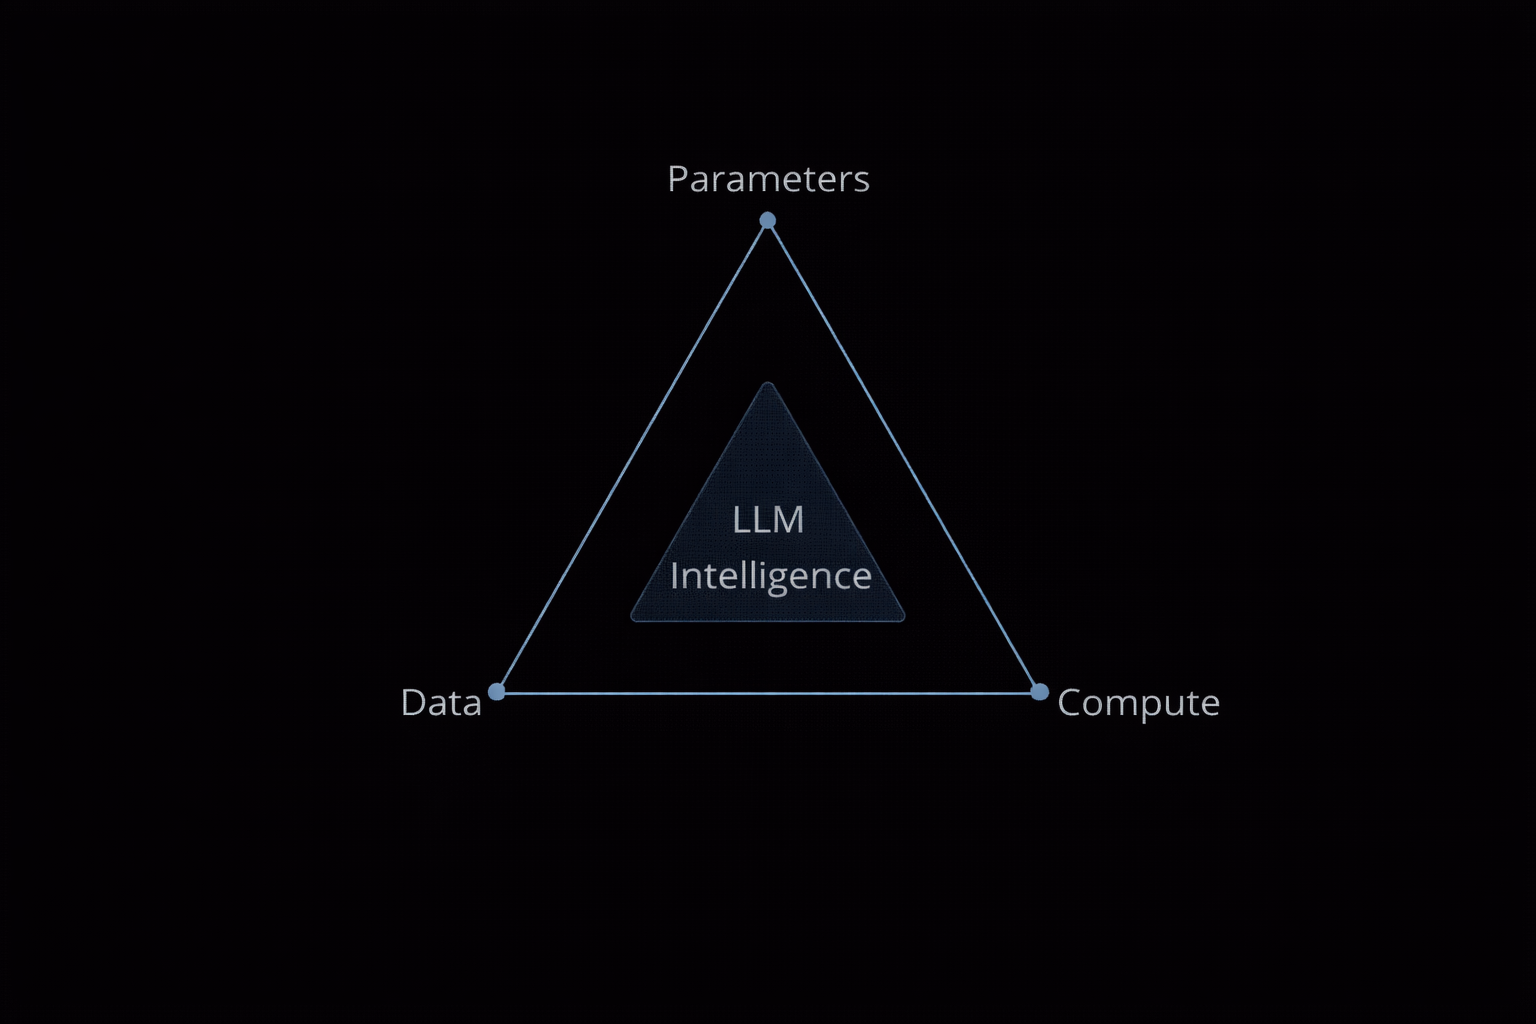 Parameters
LLM
Intelligence
Data
Compute